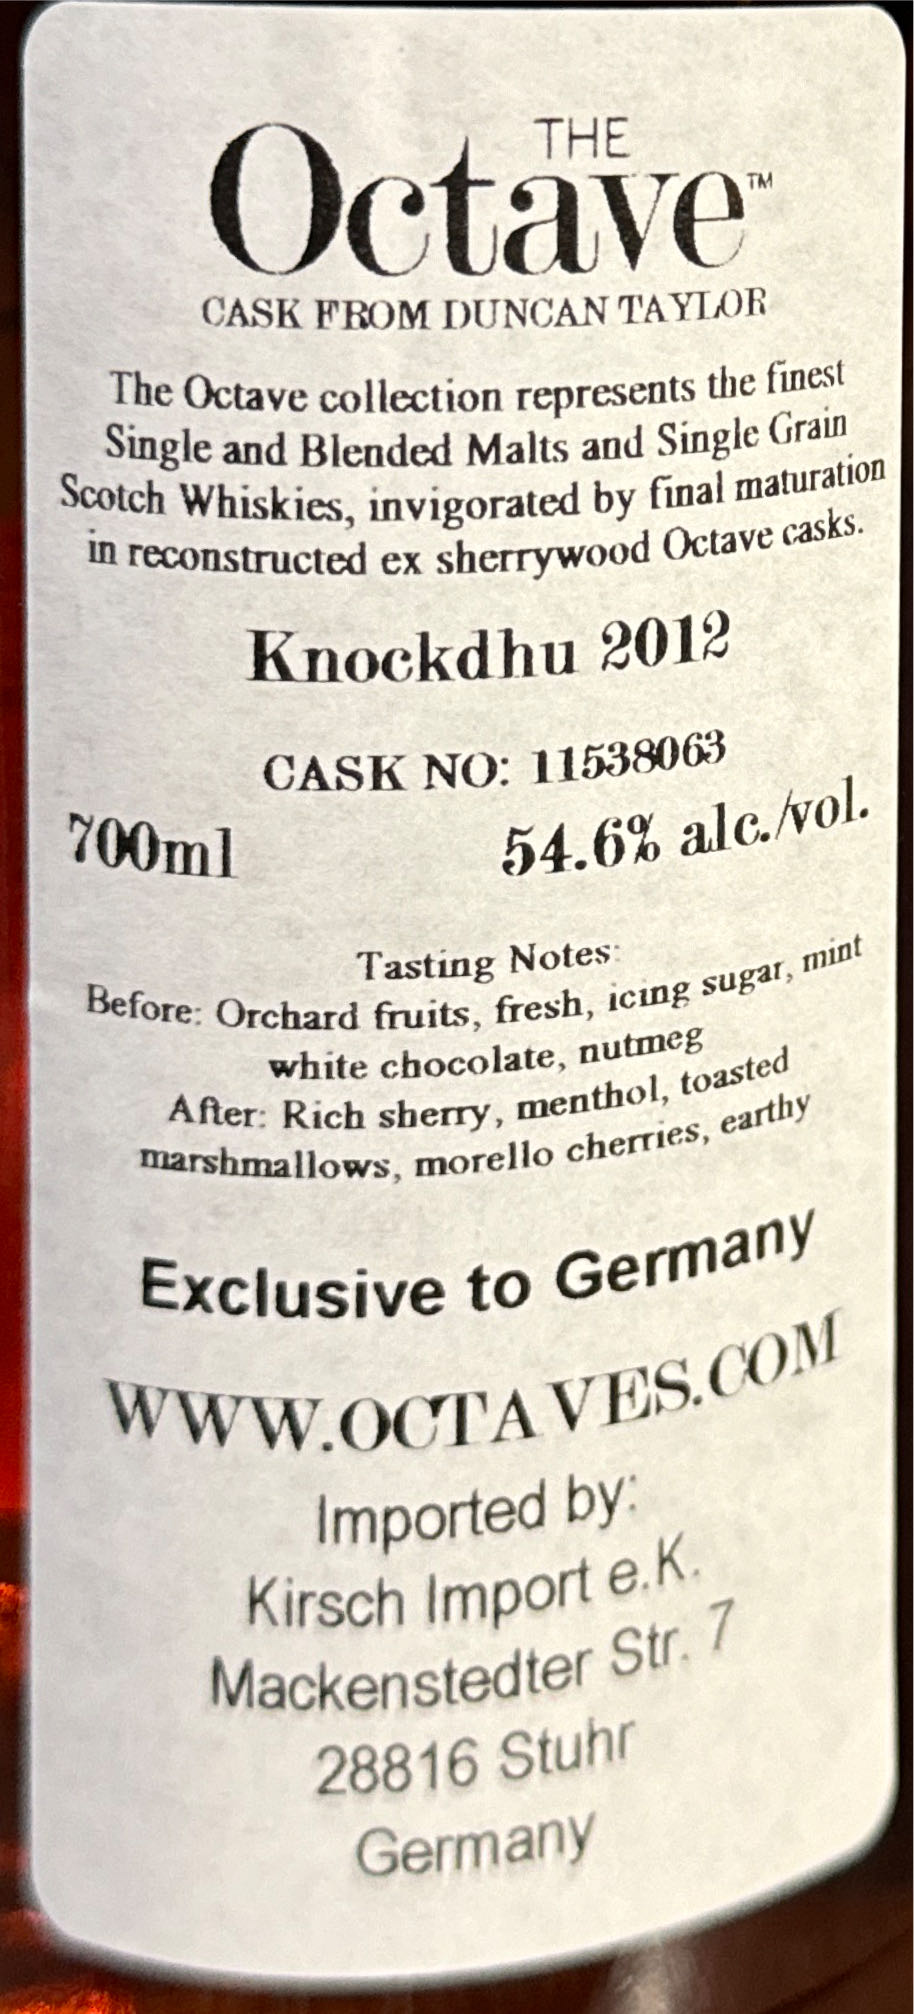 THE
Octave™
CASK FROM DUNCAN TAYLOR
The Octave collection represents the finest
Single and Blended Malts and Single Grain
Scotch Whiskies, invigorated by final maturation
in reconstructed ex sherrywood Octave casks.
Knockdhu 2012
CASK NO: 11538063
700ml 54.6% alc./vol.
Tasting Notes:
Before: Orchard fruits, fresh, icing sugar, mint
white chocolate, nutmeg
After: Rich sherry, menthol, toasted
marshmallows, morello cherries, earthy
Exclusive to Germany
WWW.OCTAVES.COM
Imported by:
Kirsch Import e.K.
Mackenstedter Str. 7
28816 Stuhr
Germany